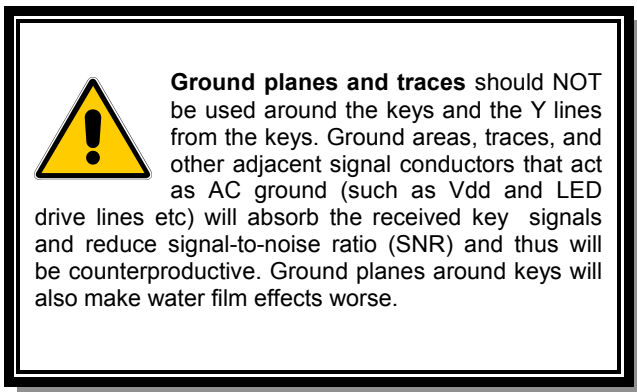 Ground planes and traces should NOT
be used around the keys and the Y lines
from the keys. Ground areas, traces, and
other adjacent signal conductors that act
as AC ground (such as Vdd and LED
drive lines etc) will absorb the received key signals
and reduce signal-to-noise ratio (SNR) and thus will
be counterproductive. Ground planes around keys will
also make water film effects worse.